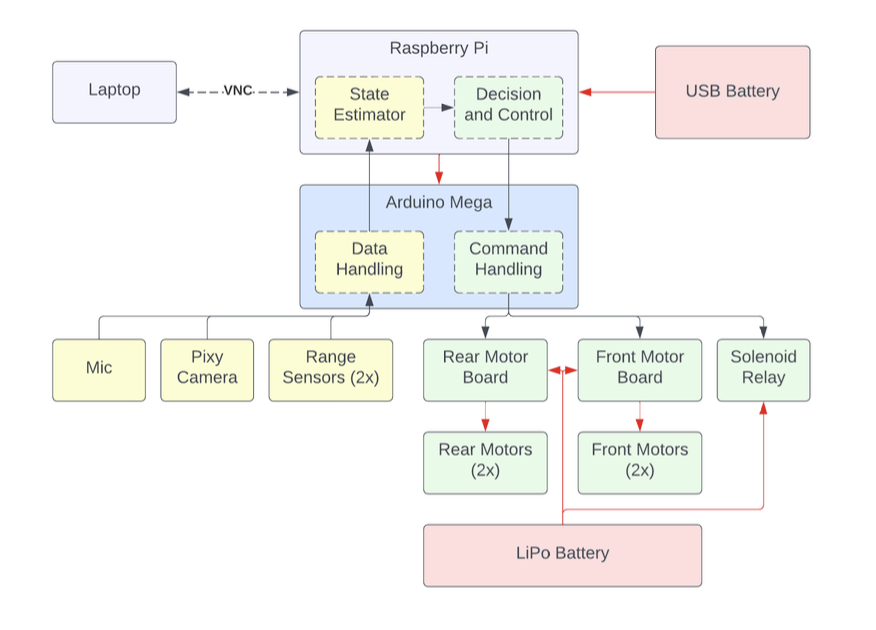 Raspberry Pi
Laptop
VNC
State
Estimator
Decision
and Control
USB Battery
Arduino Mega
Data
Handling
Command
Handling
Mic
Pixy
Camera
Range
Sensors (2x)
Rear Motor
Board
Front Motor
Board
Solenoid
Relay
Rear Motors
(2x)
Front Motors
(2x)
LiPo Battery